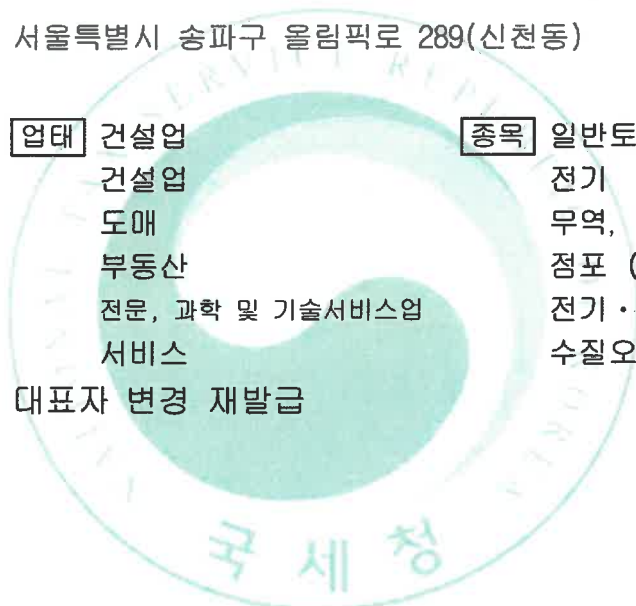 서울특별시 송파구 올림픽로 289(신천동)
업태 건설업 종목 일반토
건설업 전기
도매 무역,
부동산 점포 (
전문, 과학 및 기술서비스업 전기·
서비스 수질오
대표자 변경 재발급
국세청